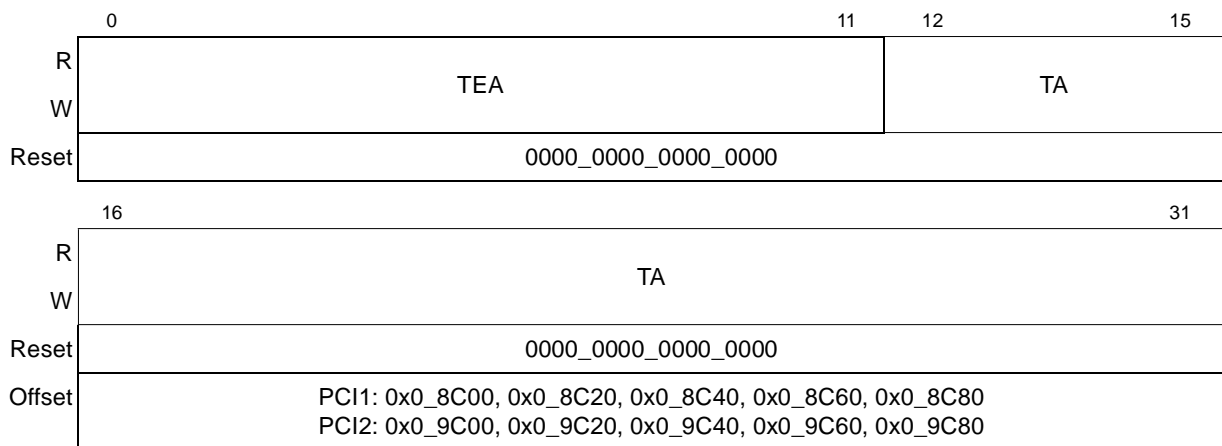 0 11 12 15
R
TEA TA
W
Reset 0000_0000_0000_0000
16 31
R
TA
W
Reset 0000_0000_0000_0000
Offset PCI1: 0x0_8C00, 0x0_8C20, 0x0_8C40, 0x0_8C60, 0x0_8C80
PCI2: 0x0_9C00, 0x0_9C20, 0x0_9C40, 0x0_9C60, 0x0_9C80